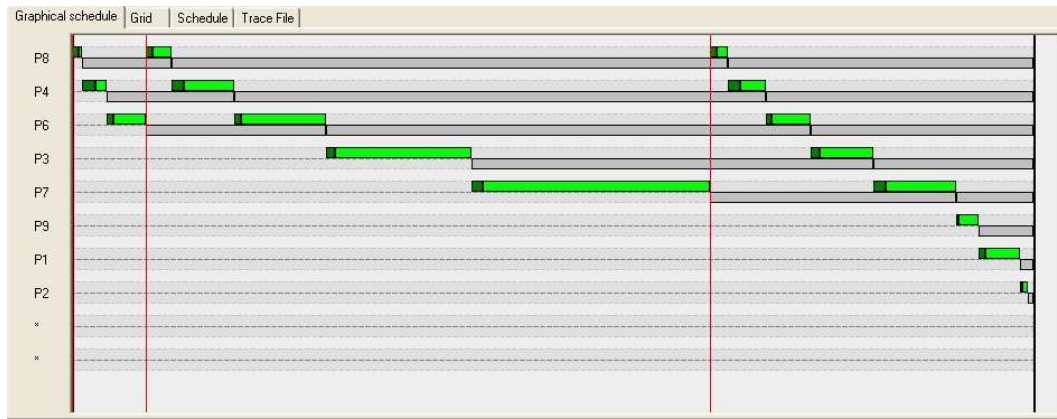 Graphical schedule Grid Schedule Trace File
P8
P4
P6
P3
P7
P9
P1
P2
×
×